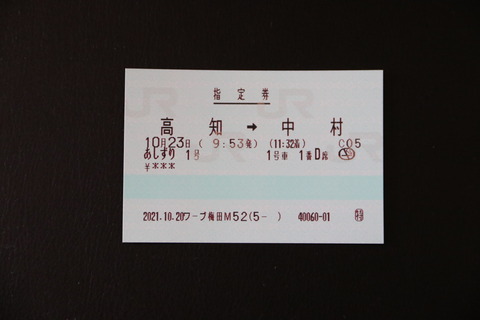 指定券
高知 → 中村
10月23日 ( 9:53発) (11:32着) C05
あしずり 1号 1号車 1番D席
¥***
2021.10.20ワープ梅田M52(5- ) 40060-01